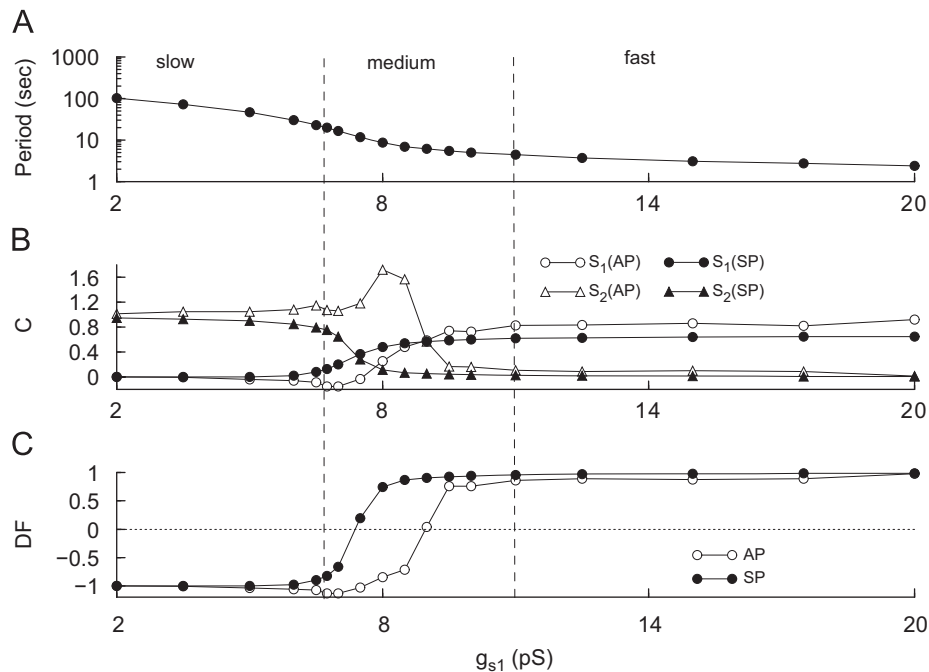 A
slow medium fast
Period (sec)
1000
100
10
1
2 8 14 20
B
S1(AP) S1(SP)
S2(AP) S2(SP)
C
1.6
1.2
0.8
0.4
0
2 8 14 20
C
DF
1
0.5
0
−0.5
−1
AP
SP
2 8 14 20
gs1 (pS)